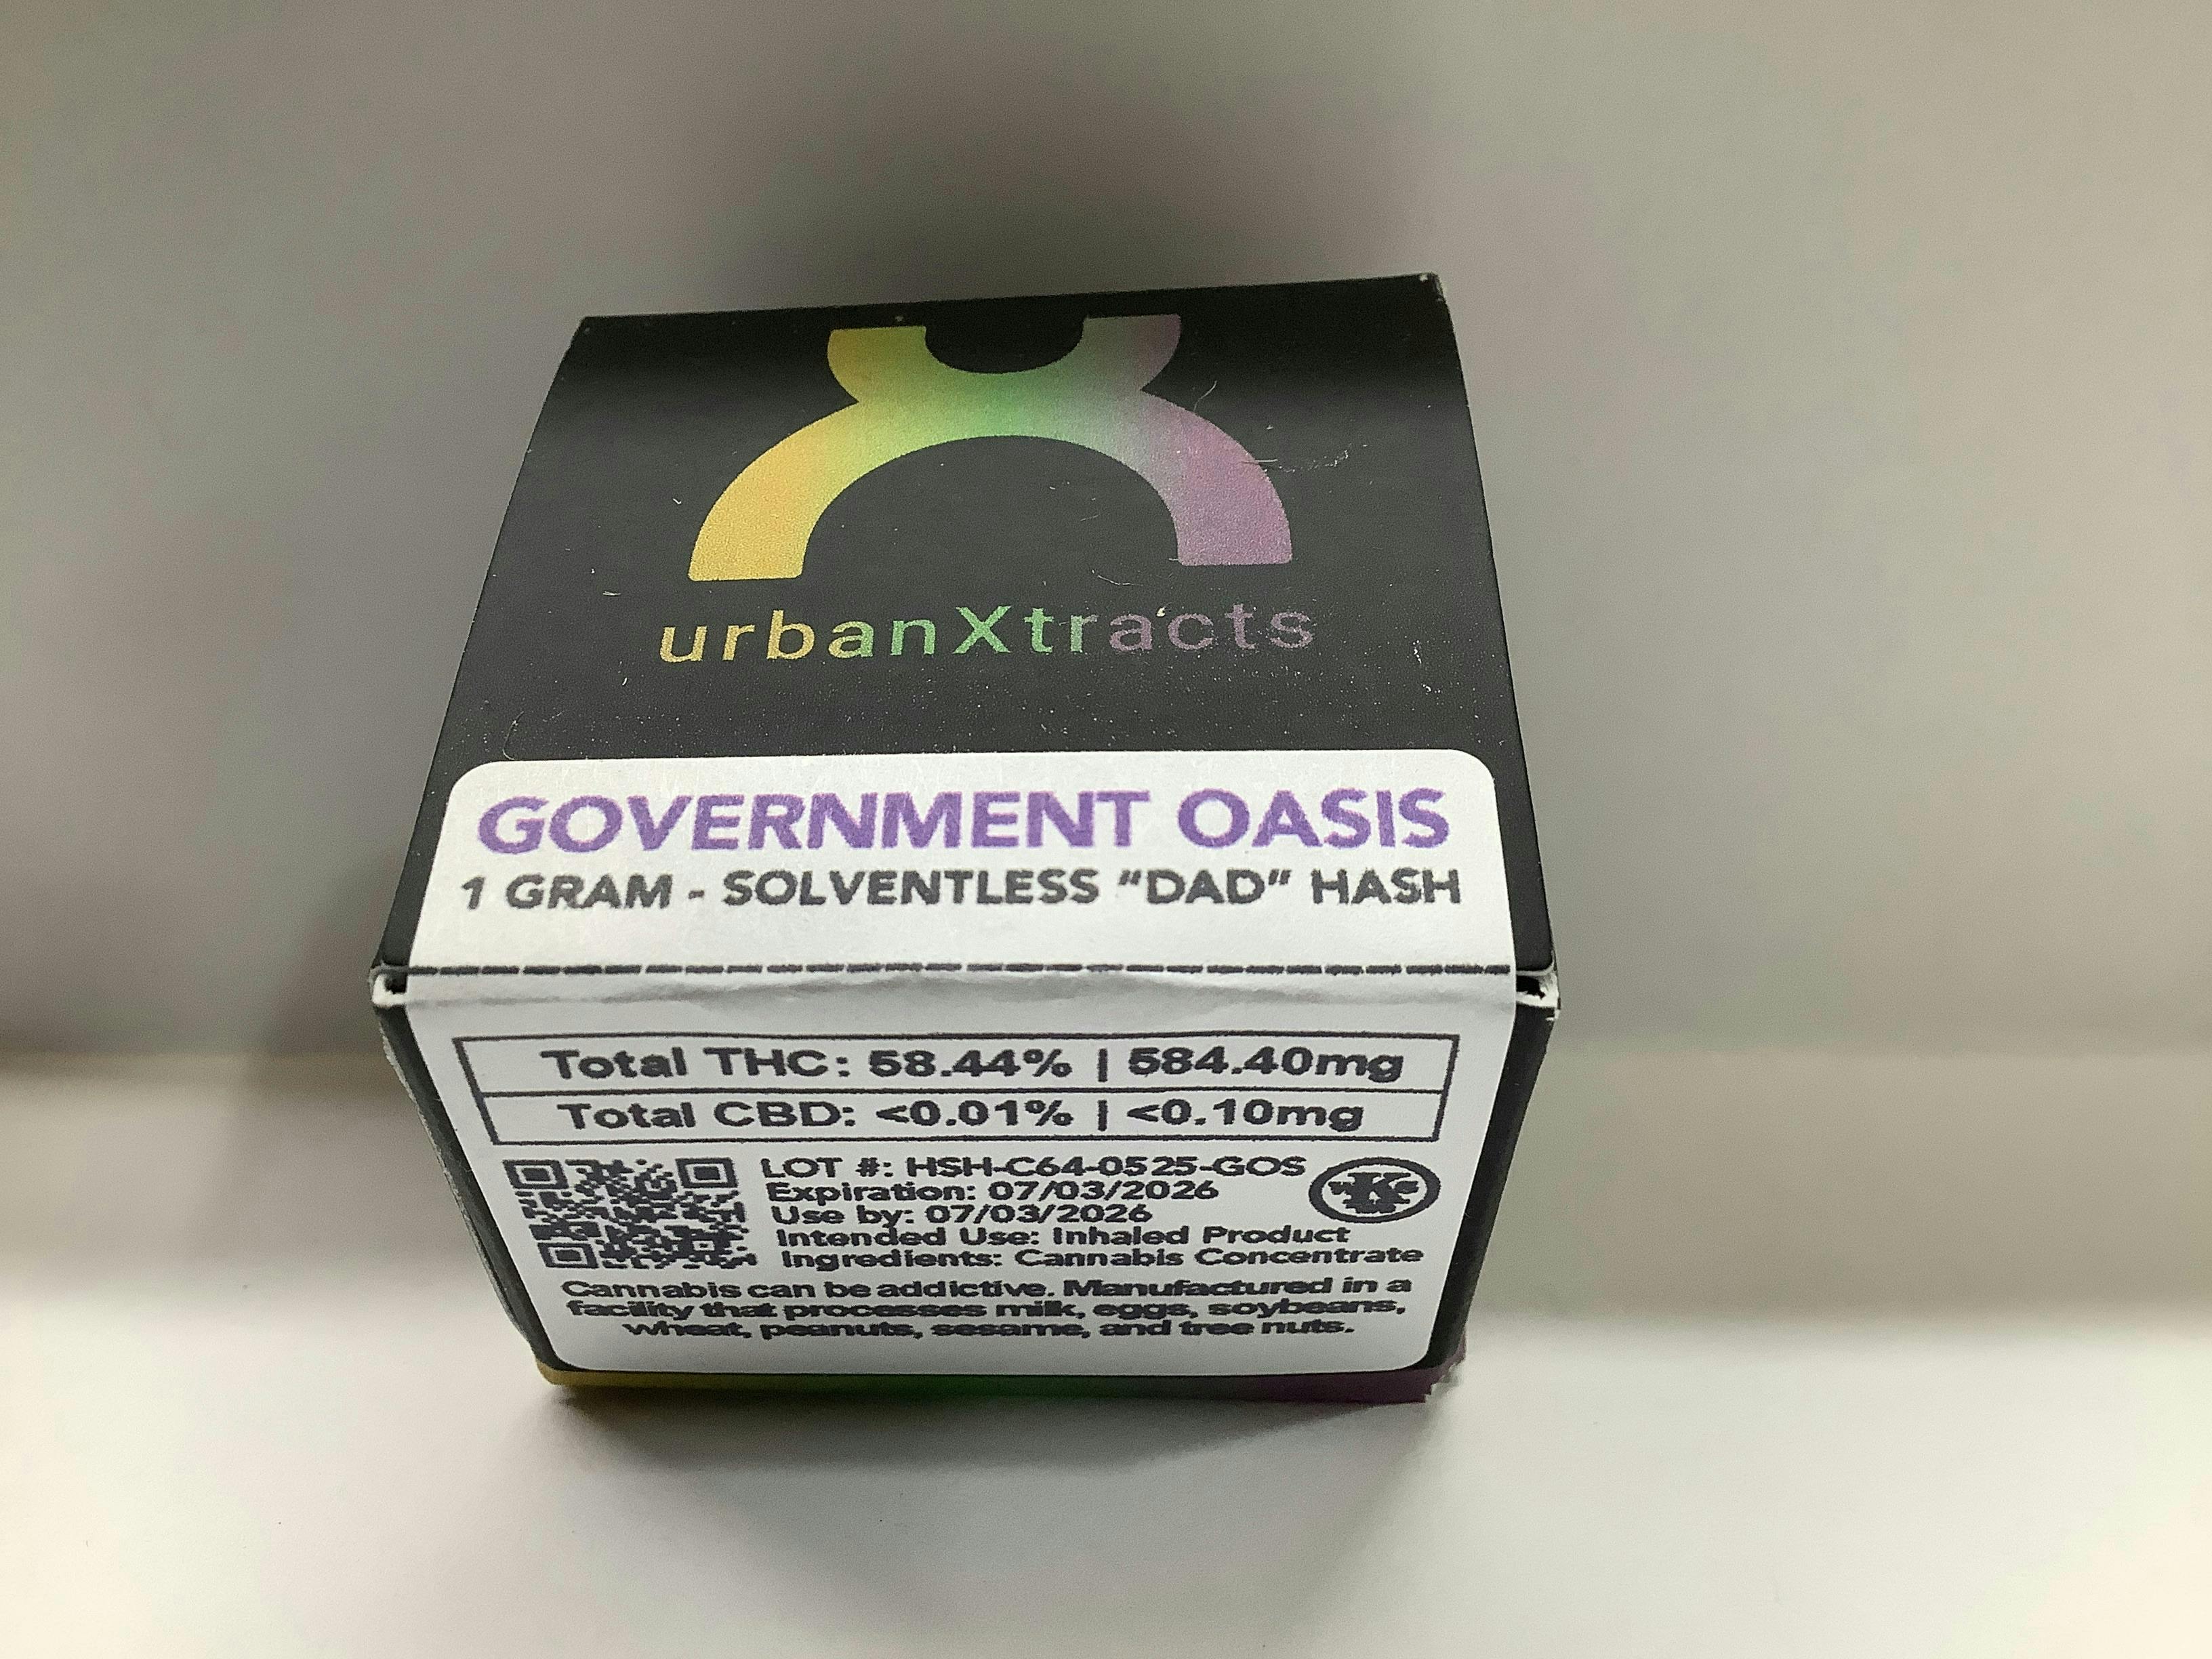 urbanXtracts
GOVERNMENT OASIS
1 GRAM - SOLVENTLESS “DAD” HASH
Total THC: 58.44% | 584.40mg
Total CBD: <0.01% | <0.10mg
LOT #: HSH-C64-0525-GOS
Expiration: 07/03/2026
Use by: 07/03/2026
Intended Use: Inhaled Product
Ingredients: Cannabis Concentrate
Cannabis can be addictive. Manufactured in a
facility that processes milk, eggs, soybeans,
wheat, peanuts, sesame, and tree nuts.